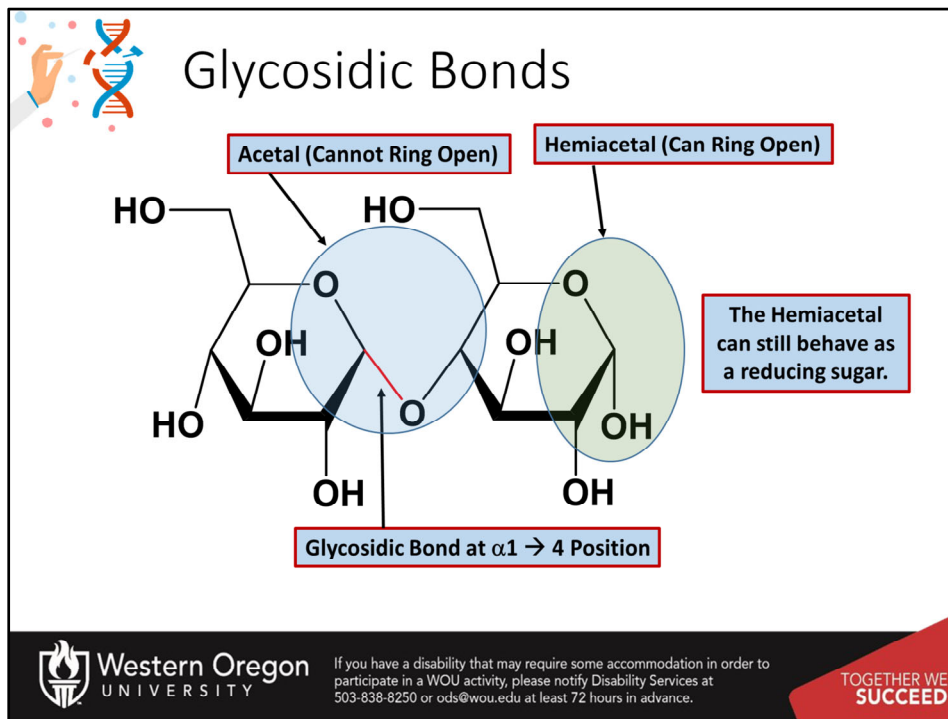 Glycosidic Bonds
Acetal (Cannot Ring Open)
Hemiacetal (Can Ring Open)
HO
HO
O
O
OH
OH
The Hemiacetal
can still behave as
a reducing sugar.
HO
O
OH
OH
OH
Glycosidic Bond at α1 → 4 Position
Western Oregon
UNIVERSITY
If you have a disability that may require some accommodation in order to
participate in a WOU activity, please notify Disability Services at
503-838-8250 or ods@wou.edu at least 72 hours in advance.
TOGETHER WE
SUCCEED